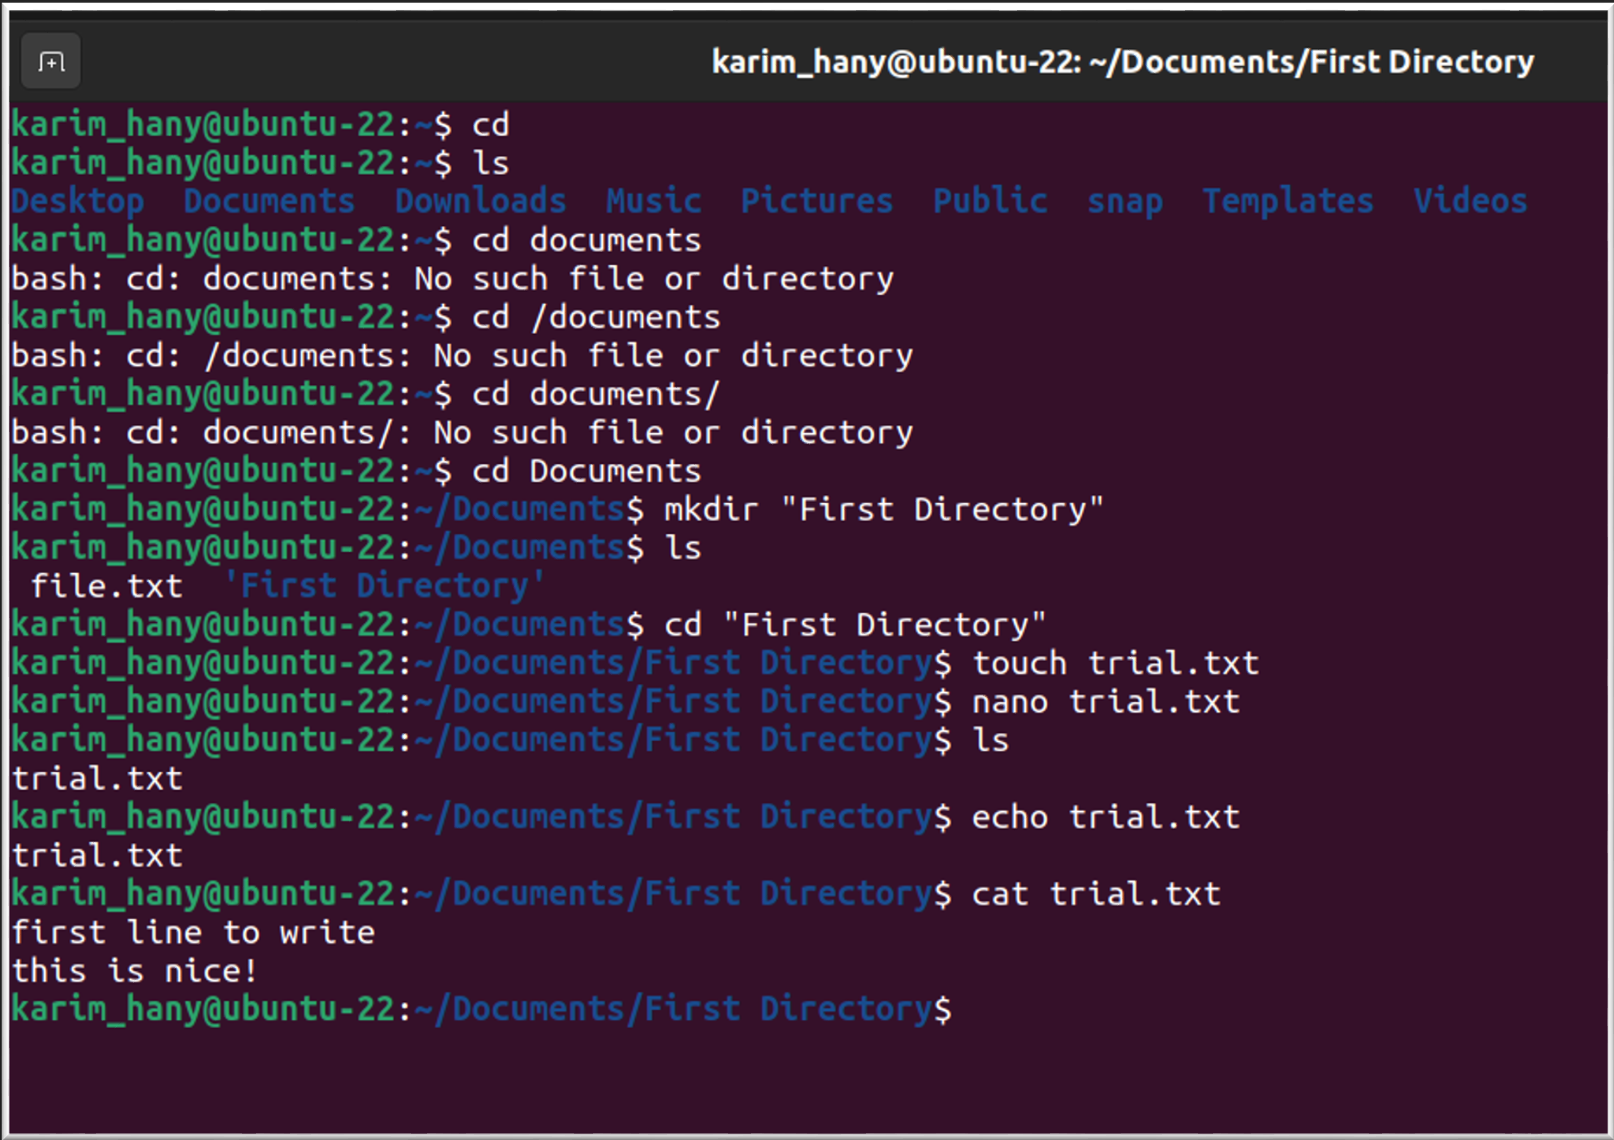 karim_hany@ubuntu-22: ~/Documents/First Directory
karim_hany@ubuntu-22:~$ cd
karim_hany@ubuntu-22:~$ ls
Desktop  Documents  Downloads  Music  Pictures  Public  snap  Templates  Videos
karim_hany@ubuntu-22:~$ cd documents
bash: cd: documents: No such file or directory
karim_hany@ubuntu-22:~$ cd /documents
bash: cd: /documents: No such file or directory
karim_hany@ubuntu-22:~$ cd documents/
bash: cd: documents/: No such file or directory
karim_hany@ubuntu-22:~$ cd Documents
karim_hany@ubuntu-22:~/Documents$ mkdir "First Directory"
karim_hany@ubuntu-22:~/Documents$ ls
 file.txt  'First Directory'
karim_hany@ubuntu-22:~/Documents$ cd "First Directory"
karim_hany@ubuntu-22:~/Documents/First Directory$ touch trial.txt
karim_hany@ubuntu-22:~/Documents/First Directory$ nano trial.txt
karim_hany@ubuntu-22:~/Documents/First Directory$ ls
trial.txt
karim_hany@ubuntu-22:~/Documents/First Directory$ echo trial.txt
trial.txt
karim_hany@ubuntu-22:~/Documents/First Directory$ cat trial.txt
first line to write
this is nice!
karim_hany@ubuntu-22:~/Documents/First Directory$